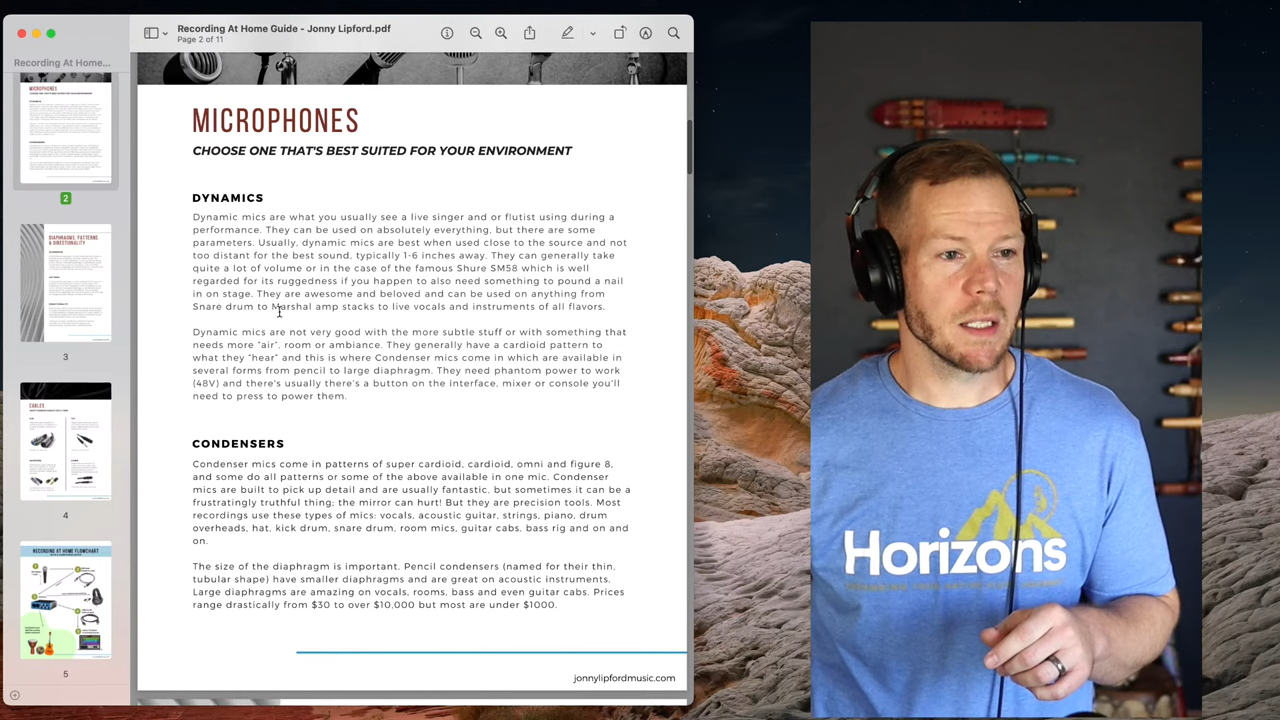 Recording At Home Guide - Jonny Lipford.pdf
Page 2 of 11
Recording At Home...
MICROPHONES
CHOOSE ONE THAT'S BEST SUITED FOR YOUR ENVIRONMENT
DYNAMICS
Dynamic mics are what you usually see a live singer and or flutist using during a
performance. They can be used on absolutely everything, but there are some
parameters. Usually, dynamic mics are best when used close to the source and not
too distant for the best sound, typically 1-6 inches away. They can generally take
quite a lot of volume or in the case of the famous Shure SM58 which is well
regarded for its ruggedness if you happen to also need something to pound a nail
in on stage. They are awesome and beloved and can be used on anything from
Snare drum to Marshal amp stacks to live vocals and instruments of all flavors.
Dynamic mics are not very good with the more subtle stuff or with something that
needs more "air", room or ambiance. They generally have a cardioid pattern to
what they "hear" and this is where Condenser mics come in which are available in
several forms from pencil to large diaphragm. They need phantom power to work
(48V) and there's usually there's a button on the interface, mixer or console you'll
need to press to power them.
CONDENSERS
Condenser mics come in patterns of super cardioid, cardioid, omni and figure 8,
and some do all patterns or some of the above available in one mic. Condenser
mics are built to pick up detail and are usually fantastic, but sometimes it can be a
frustratingly truthful thing; the mirror can hurt! But they are precision tools. Most
recordings use these types of mics: vocals, acoustic guitar, strings, piano, drum
overheads, hat, kick drum, snare drum, room mics, guitar cabs, bass rig and on and
on.
The size of the diaphragm is important. Pencil condensers (named for their thin,
tubular shape) have smaller diaphragms and are great on acoustic instruments.
Large diaphragms are amazing on vocals, rooms, bass and even guitar cabs. Prices
range drastically from $30 to over $10,000 but most are under $1000.
jonnylipfordmusic.com
MICROPHONES
2
DIAPHRAGMS, PATTERNS
& DIRECTIONALITY
3
CABLES
4
RECORDING AT HOME FLOWCHART
5
Horizons